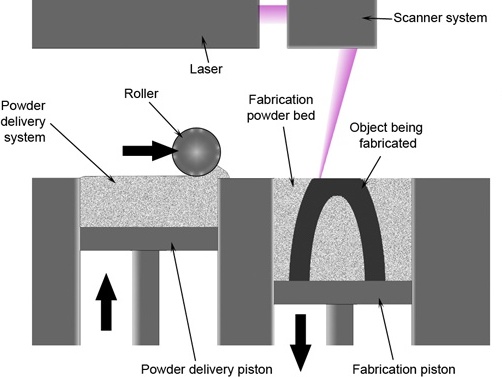 Scanner system
Laser
Roller
Powder
delivery
system
Fabrication
powder bed
Object being
fabricated
Powder delivery piston
Fabrication piston